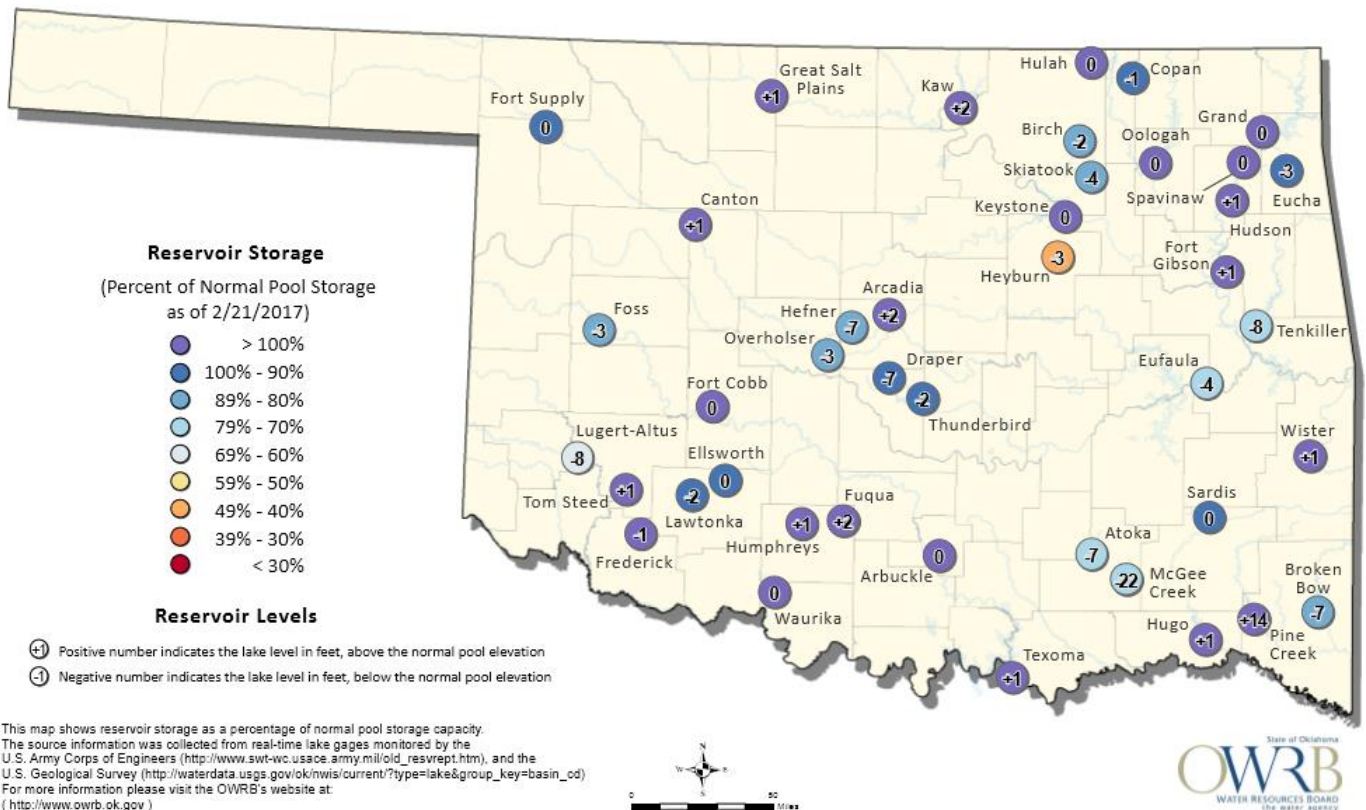 Hulah
0
-1
Copan
Great Salt
Plains
+1
Kaw
+2
Fort Supply
0
Grand
0
Birch
-2
Oologah
0
0
-3
Skiatook
-4
Spavinaw
Eucha
Keystone
0
+1
Hudson
Canton
+1
Heyburn
-3
Fort
Gibson
+1
Reservoir Storage
(Percent of Normal Pool Storage
as of 2/21/2017)
> 100%
100% - 90%
89% - 80%
79% - 70%
69% - 60%
59% - 50%
49% - 40%
39% - 30%
< 30%
Foss
-3
Arcadia
+2
Hefner
-7
Overholser
-3
Tenkiller
-8
Draper
-7
-2
Thunderbird
Eufaula
-4
Fort Cobb
0
Lugert-Altus
-8
Ellsworth
0
Wister
+1
Tom Steed
+1
-2
Lawtonka
Fuqua
+2
Sardis
0
-1
Frederick
+1
Humphreys
0
Arbuckle
Atoka
-7
-22
McGee
Creek
Broken
Bow
-7
0
Waurika
Hugo
+1
+14
Pine
Creek
Texoma
+1
Reservoir Levels
+1 Positive number indicates the lake level in feet, above the normal pool elevation
-1 Negative number indicates the lake level in feet, below the normal pool elevation
This map shows reservoir storage as a percentage of normal pool storage capacity.
The source information was collected from real-time lake gages monitored by the
U.S. Army Corps of Engineers (http://www.swt-wc.usace.army.mil/old_resvrept.htm), and the
U.S. Geological Survey (http://waterdata.usgs.gov/ok/nwis/current/?type=lake&group_key=basin_cd)
For more information please visit the OWRB's website at:
( http://www.owrb.ok.gov )
N
W E
S
0 50
Miles
State of Oklahoma
OWRB
WATER RESOURCES BOARD
the water agency